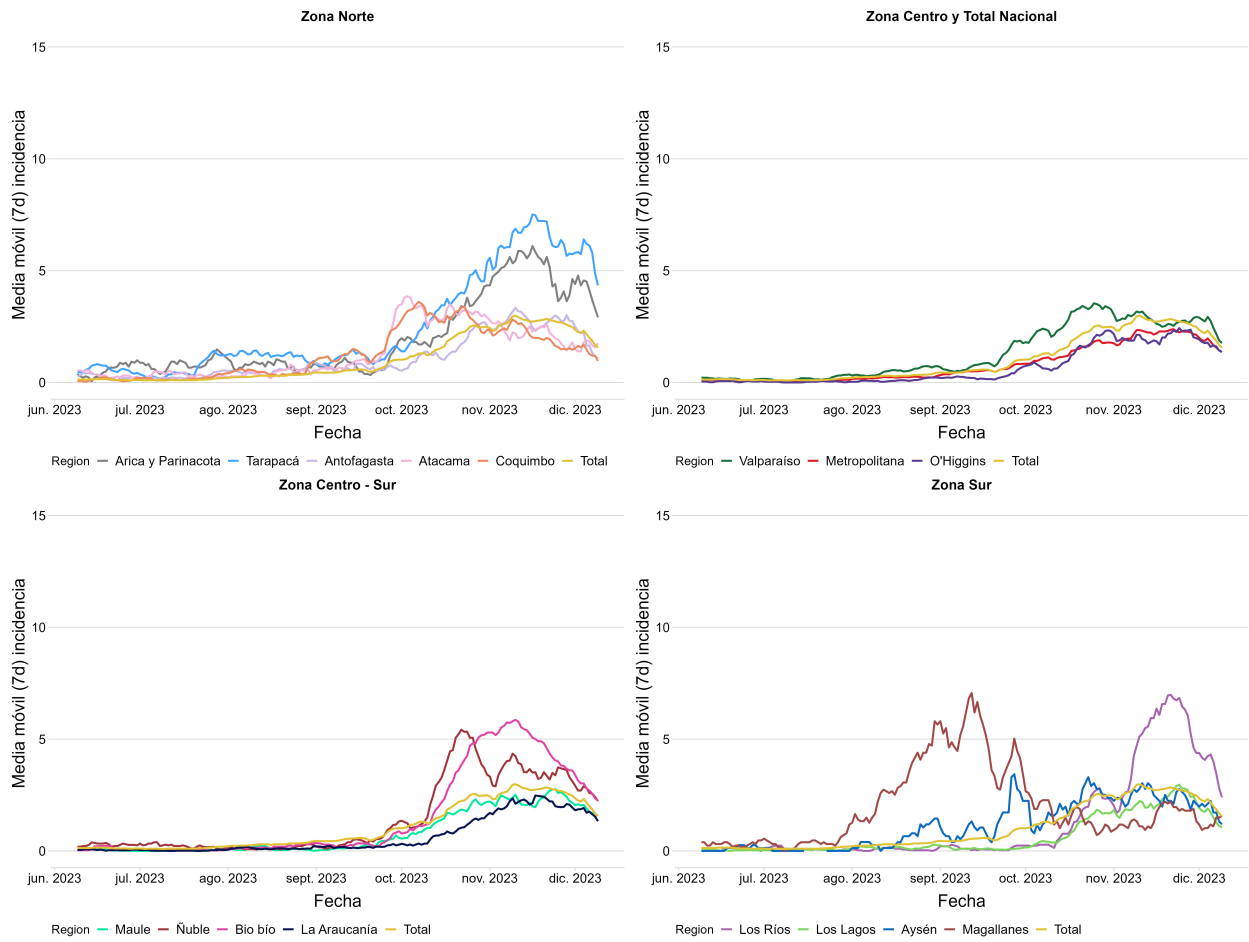 Zona Norte
Media móvil (7d) incidencia
15
10
5
0
jun. 2023 jul. 2023 ago. 2023 sept. 2023 oct. 2023 nov. 2023 dic. 2023
Fecha
Region Arica y Parinacota Tarapacá Antofagasta Atacama Coquimbo Total
Zona Centro y Total Nacional
Media móvil (7d) incidencia
15
10
5
0
jun. 2023 jul. 2023 ago. 2023 sept. 2023 oct. 2023 nov. 2023 dic. 2023
Fecha
Region Valparaíso Metropolitana O'Higgins Total
Zona Centro - Sur
Media móvil (7d) incidencia
15
10
5
0
jun. 2023 jul. 2023 ago. 2023 sept. 2023 oct. 2023 nov. 2023 dic. 2023
Fecha
Region Maule Ñuble Bio bío La Araucanía Total
Zona Sur
Media móvil (7d) incidencia
15
10
5
0
jun. 2023 jul. 2023 ago. 2023 sept. 2023 oct. 2023 nov. 2023 dic. 2023
Fecha
Region Los Ríos Los Lagos Aysén Magallanes Total